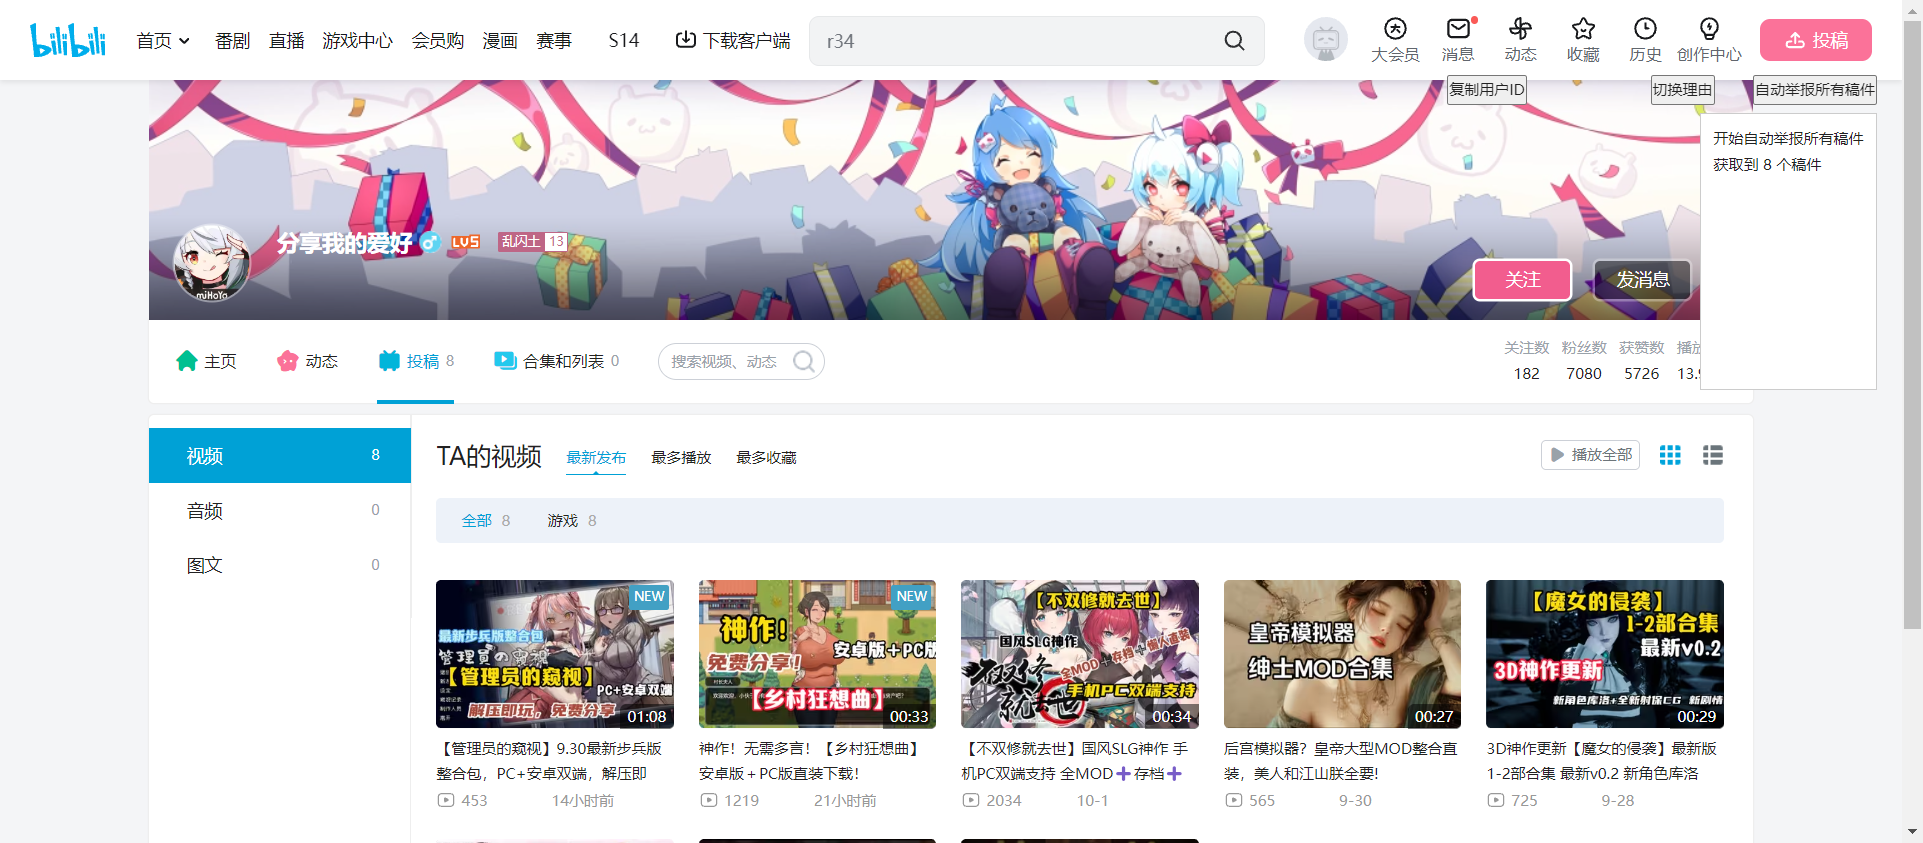 bilibili
首页
番剧
直播
游戏中心
会员购
漫画
赛事
S14
下载客户端
r34
大会员
消息
动态
收藏
历史
创作中心
投稿
复制用户ID
切换理由
自动举报所有稿件
开始自动举报所有稿件
获取到 8 个稿件
分享我的爱好
LV5
乱闪士 13
miHoYo
关注
发消息
主页
动态
投稿 8
合集和列表 0
搜索视频、动态
关注数 粉丝数 获赞数
182 7080 5726
视频 8
音频 0
图文 0
TA的视频
最新发布
最多播放
最多收藏
播放全部
全部 8
游戏 8
NEW
最新步兵版整合包
【管理员的窥视】
PC+安卓双端
解压即玩，免费分享
01:08
【管理员的窥视】9.30最新步兵版
整合包，PC+安卓双端，解压即
453 14小时前
NEW
神作！
安卓版＋PC版
免费分享！
【乡村狂想曲】
00:33
神作！无需多言！【乡村狂想曲】
安卓版＋PC版直装下载！
1219 21小时前
【不双修就去世】
国风SLG神作
全MOD＋存档＋懒人直装
手机PC双端支持
00:34
【不双修就去世】国风SLG神作 手
机PC双端支持 全MOD➕存档➕
2034 10-1
皇帝模拟器
绅士MOD合集
00:27
后宫模拟器？皇帝大型MOD整合直
装，美人和江山朕全要!
565 9-30
【魔女的侵袭】
1-2部合集
最新v0.2
3D神作更新
新角色库洛+全新射保CG 新剧情
00:29
3D神作更新【魔女的侵袭】最新版
1-2部合集 最新v0.2 新角色库洛
725 9-28